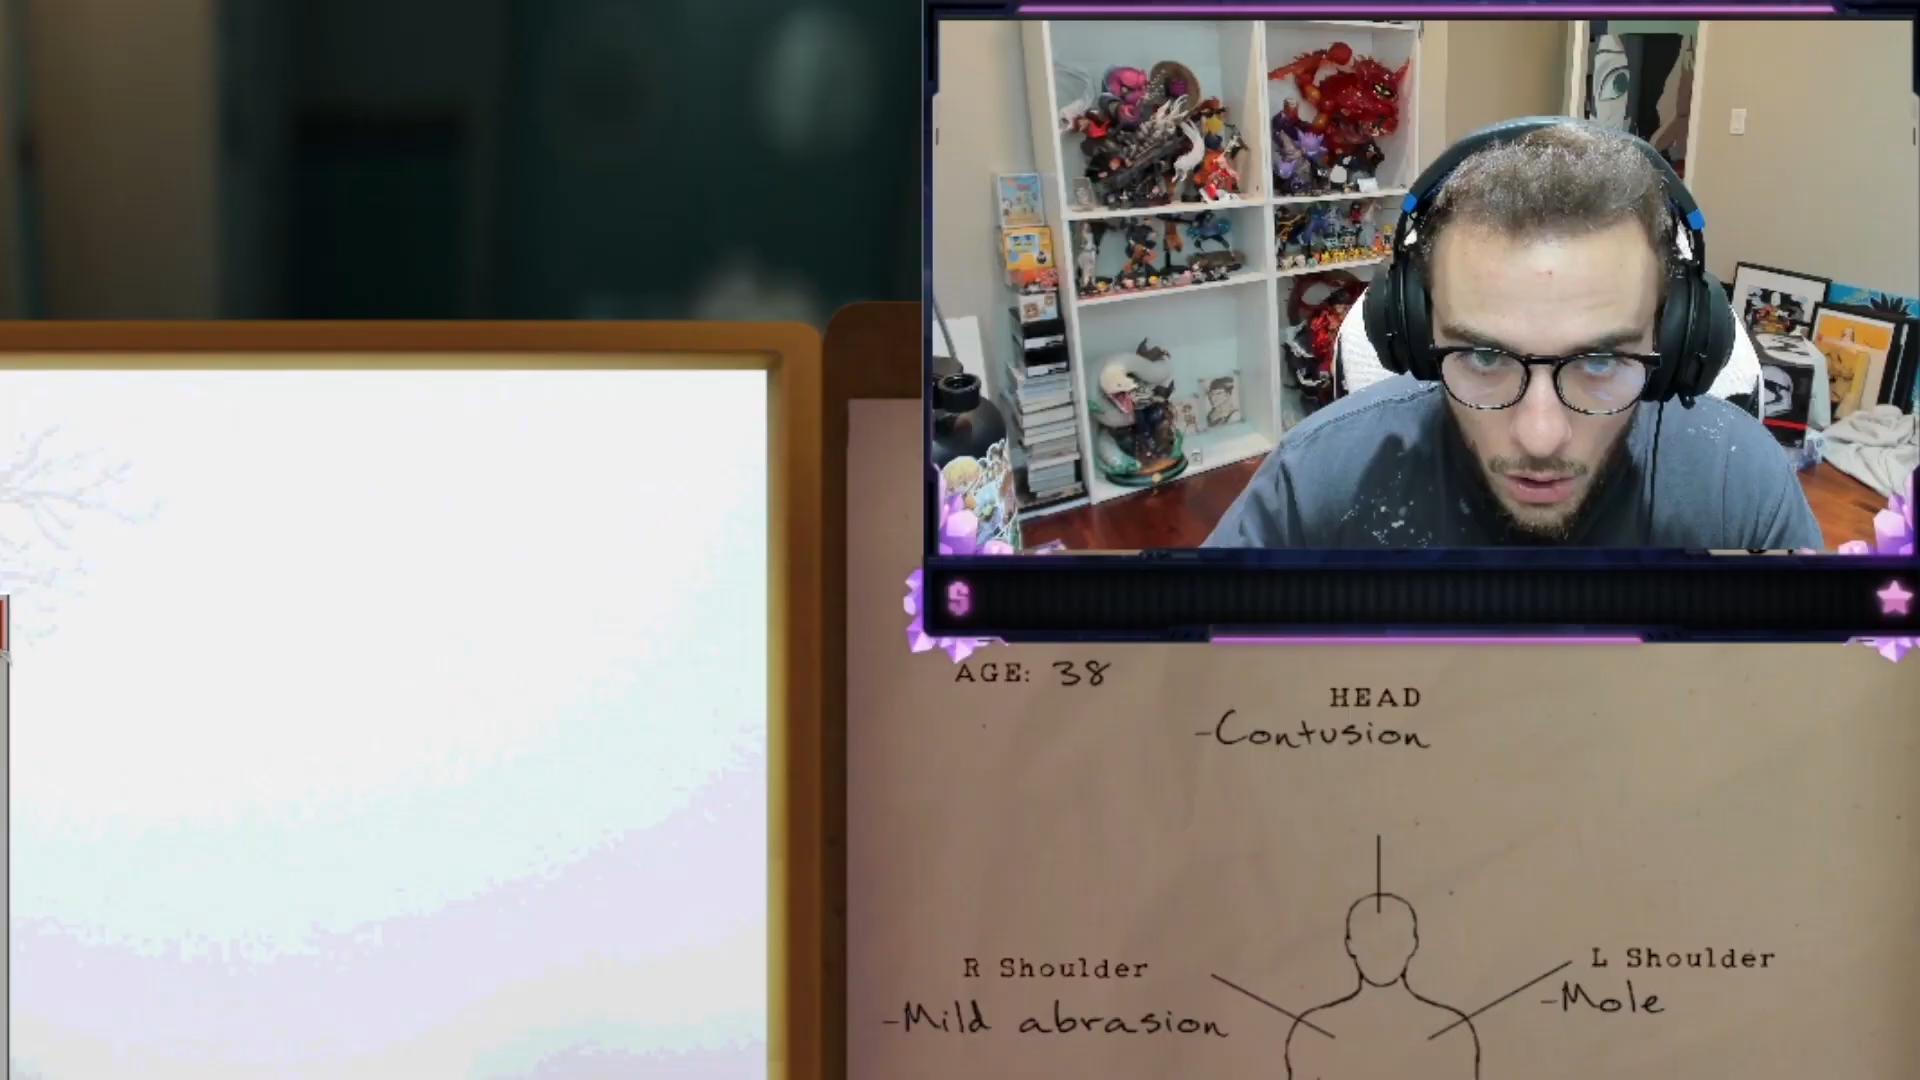 AGE: 38
HEAD
-Contusion
R Shoulder
-Mild abrasion
L Shoulder
-Mole